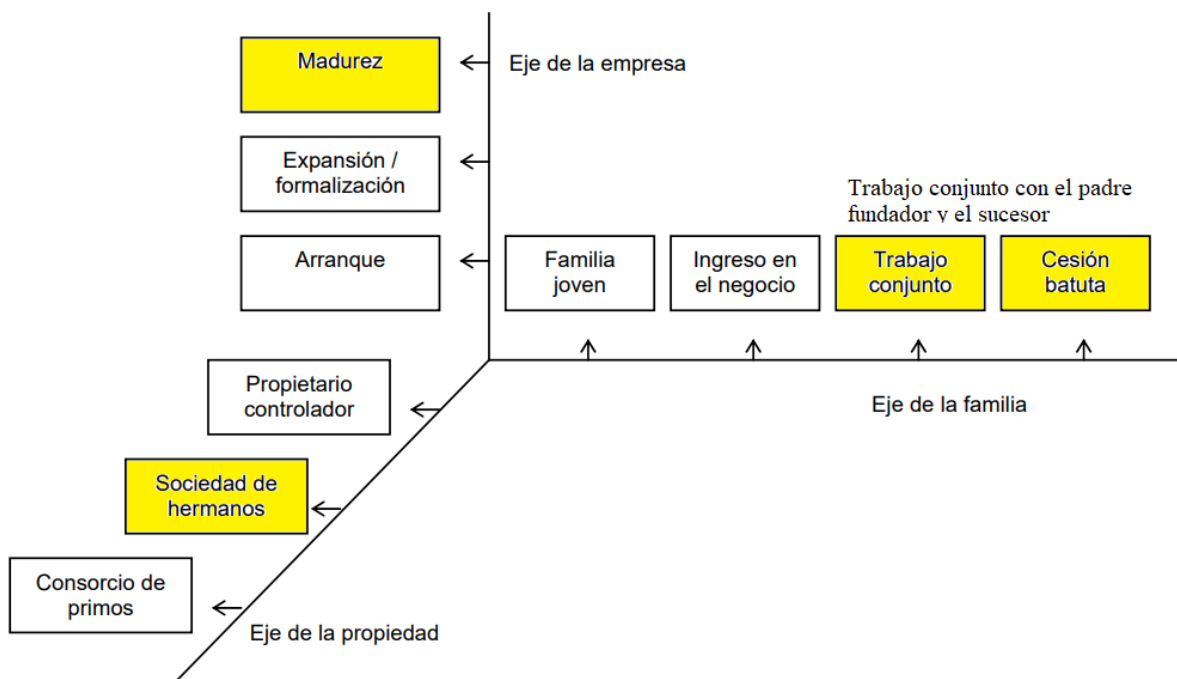 Madurez
Eje de la empresa
Expansión /
formalización
Trabajo conjunto con el padre
fundador y el sucesor
Arranque
Familia
joven
Ingreso en
el negocio
Trabajo
conjunto
Cesión
batuta
Propietario
controlador
Eje de la familia
Sociedad de
hermanos
Consorcio de
primos
Eje de la propiedad